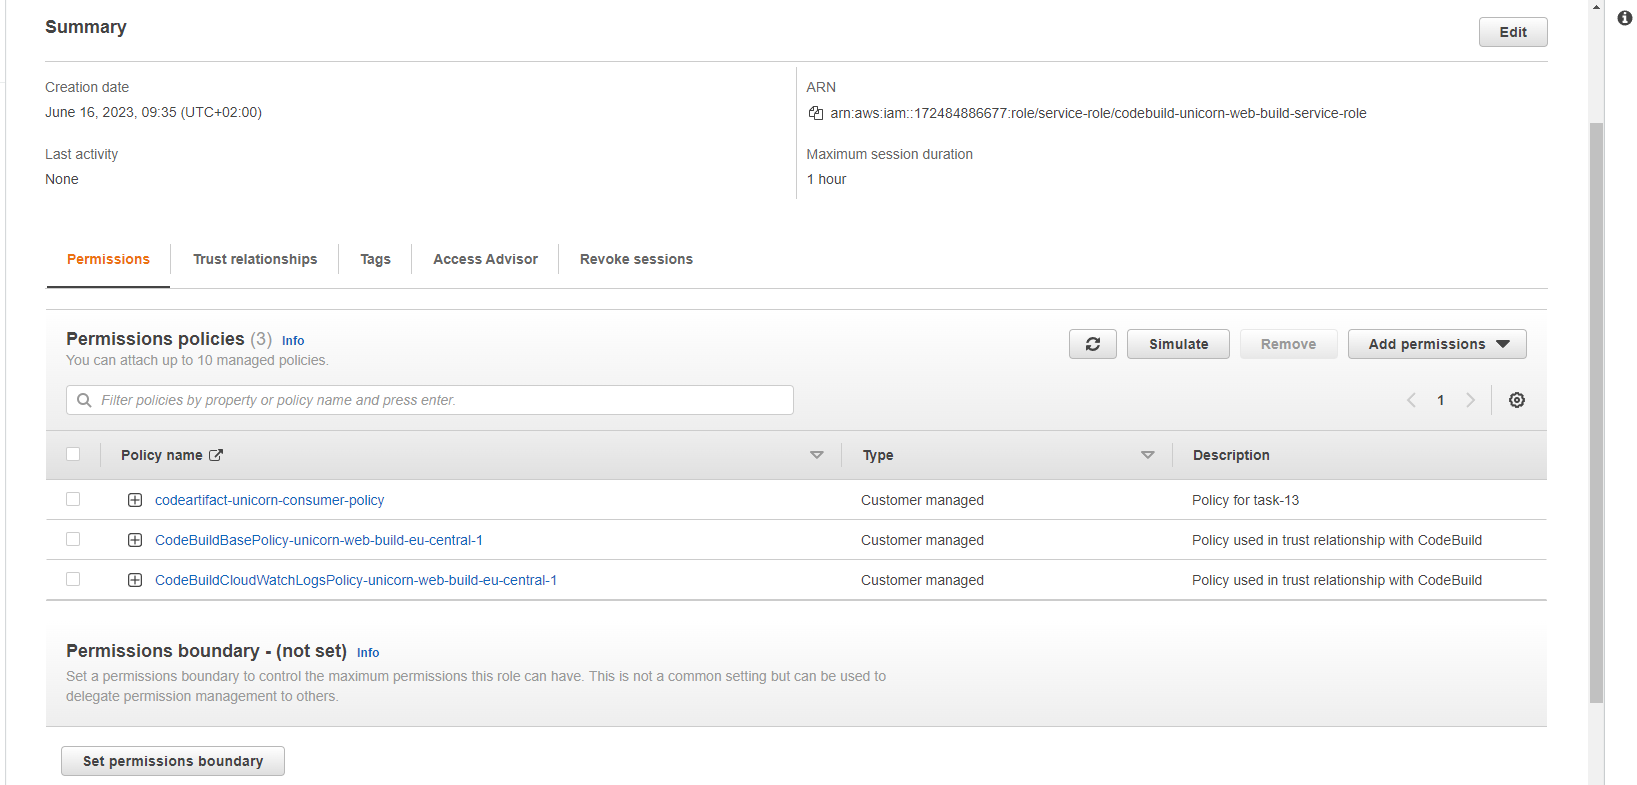 Summary
Edit
Creation date
June 16, 2023, 09:35 (UTC+02:00)
ARN
arn:aws:iam::172484886677:role/service-role/codebuild-unicorn-web-build-service-role
Last activity
None
Maximum session duration
1 hour
Permissions Trust relationships Tags Access Advisor Revoke sessions
Permissions policies (3) Info
You can attach up to 10 managed policies.
Simulate Remove Add permissions
Filter policies by property or policy name and press enter.
1
Policy name Type Description
codeartifact-unicorn-consumer-policy Customer managed Policy for task-13
CodeBuildBasePolicy-unicorn-web-build-eu-central-1 Customer managed Policy used in trust relationship with CodeBuild
CodeBuildCloudWatchLogsPolicy-unicorn-web-build-eu-central-1 Customer managed Policy used in trust relationship with CodeBuild
Permissions boundary - (not set) Info
Set a permissions boundary to control the maximum permissions this role can have. This is not a common setting but can be used to
delegate permission management to others.
Set permissions boundary